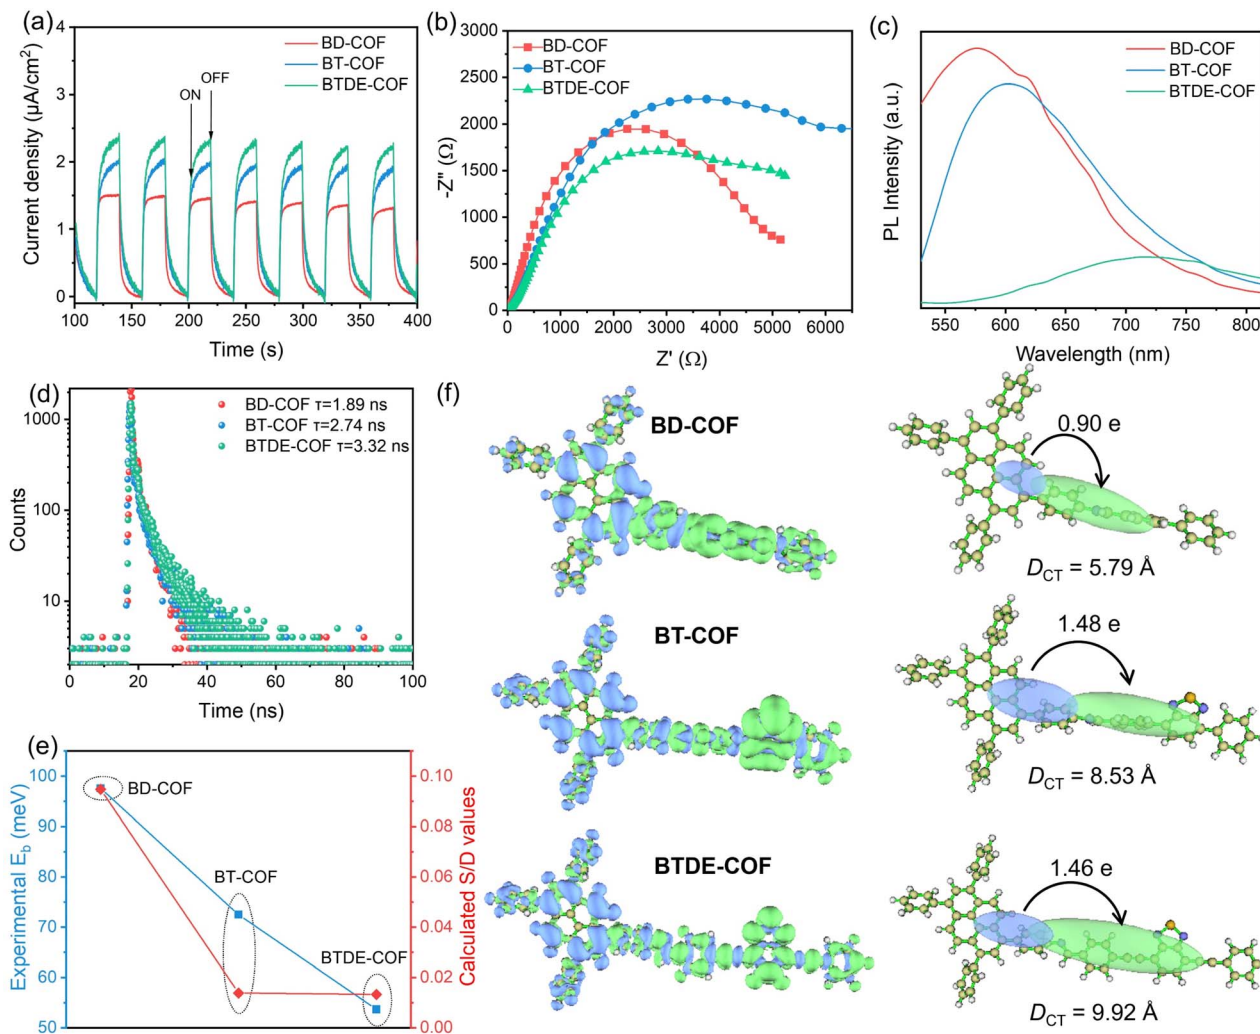 (a)
Current density (µA/cm²)
4
3
2
1
0
BD-COF
BT-COF
BTDE-COF
ON
OFF
100 150 200 250 300 350 400
Time (s)
(b)
-Z" (Ω)
3000
2500
2000
1500
1000
500
0
BD-COF
BT-COF
BTDE-COF
0 1000 2000 3000 4000 5000 6000
Z' (Ω)
(c)
PL Intensity (a.u.)
BD-COF
BT-COF
BTDE-COF
550 600 650 700 750 800
Wavelength (nm)
(d)
Counts
1000
100
10
BD-COF τ=1.89 ns
BT-COF τ=2.74 ns
BTDE-COF τ=3.32 ns
0 20 40 60 80 100
Time (ns)
(e)
Experimental E_b (meV)
100
90
80
70
60
50
BD-COF
BT-COF
BTDE-COF
0.10
0.08
0.06
0.04
0.02
0.00
Calculated S/D values
(f)
BD-COF
0.90 e
D_CT = 5.79 Å
BT-COF
1.48 e
D_CT = 8.53 Å
BTDE-COF
1.46 e
D_CT = 9.92 Å